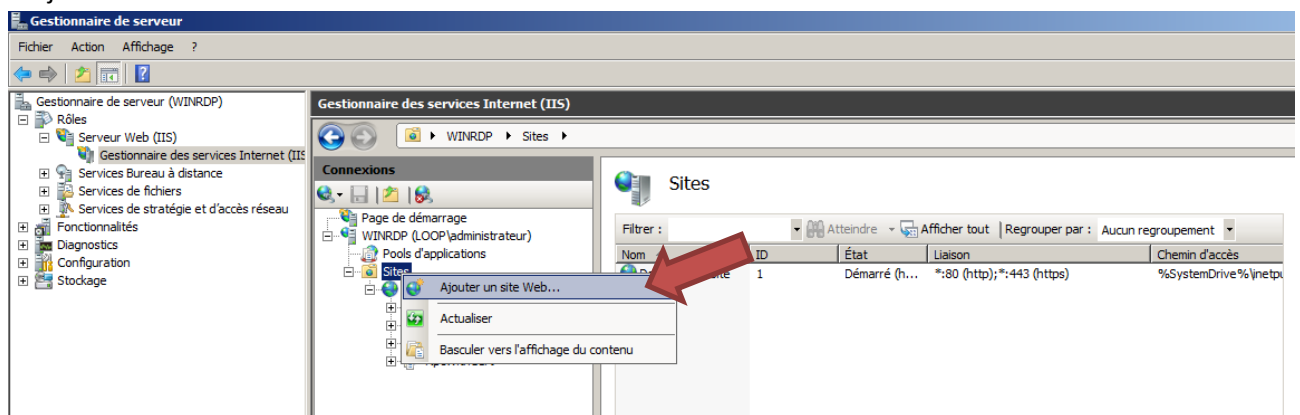 Gestionnaire de serveur
Fichier Action Affichage ?
Gestionnaire de serveur (WINRDP)
Rôles
Serveur Web (IIS)
Gestionnaire des services Internet (IIS
Services Bureau à distance
Services de fichiers
Services de stratégie et d'accès réseau
Fonctionnalités
Diagnostics
Configuration
Stockage
Gestionnaire des services Internet (IIS)
WINRDP Sites
Connexions
Page de démarrage
WINRDP (LOOP\administrateur)
Pools d'applications
Sites
Ajouter un site Web...
Actualiser
Basculer vers l'affichage du contenu
Sites
Filtrer : Atteindre Afficher tout Regrouper par : Aucun regroupement
Nom ID État Liaison Chemin d'accès
1 Démarré (h... *:80 (http);*:443 (https) %SystemDrive%\inetpu